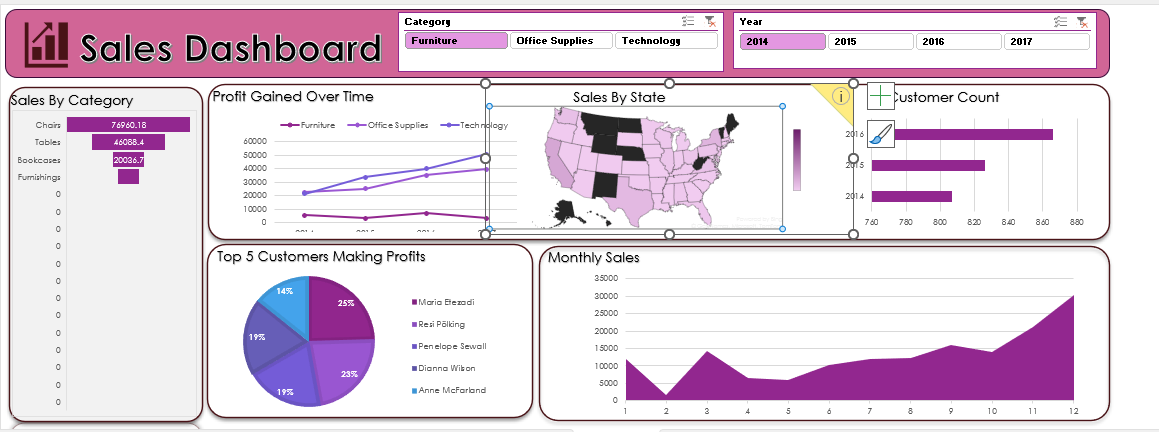 Sales Dashboard
Category
Furniture
Office Supplies
Technology
Year
2014
2015
2016
2017
Sales By Category
Chairs
76960.18
Tables
46088.4
Bookcases
20036.7
Furnishings
0
0
0
0
0
0
0
0
0
0
0
0
0
Profit Gained Over Time
Furniture
Office Supplies
Technology
60000
50000
40000
30000
20000
10000
0
2014
2015
2016
Sales By State
Customer Count
2016
2015
2014
760
780
800
820
840
860
880
Top 5 Customers Making Profits
14%
25%
19%
19%
23%
Maria Etezadi
Resi Pölking
Penelope Sewall
Dianna Wilson
Anne McFarland
Monthly Sales
35000
30000
25000
20000
15000
10000
5000
0
1
2
3
4
5
6
7
8
9
10
11
12